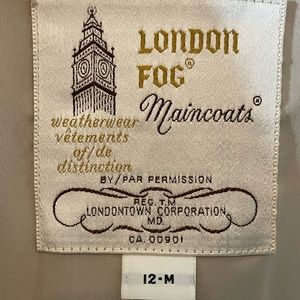 LONDON
FOG®
Maincoats®
weatherwear
vêtements
of/de
distinction
BY/PAR PERMISSION
REG. T.M.
LONDONTOWN CORPORATION
MD.
CA. 00901
12-M